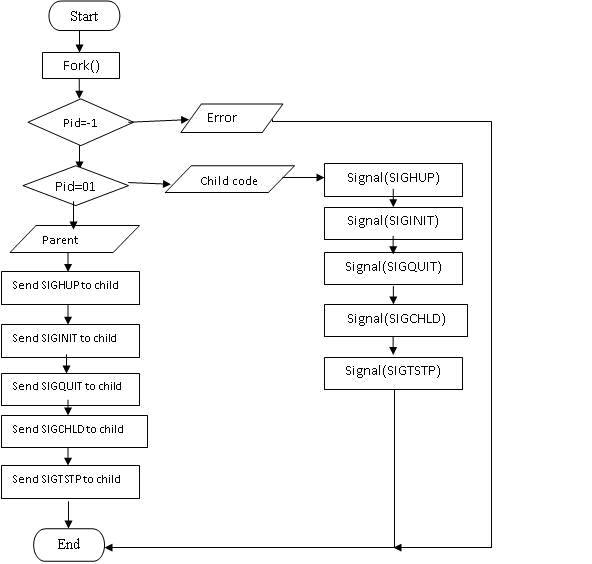 Start
Fork()
Pid=-1
Error
Pid=01
Child code
Signal(SIGHUP)
Signal(SIGINIT)
Signal(SIGQUIT)
Signal(SIGCHLD)
Signal(SIGTSTP)
Parent
Send SIGHUP to child
Send SIGINIT to child
Send SIGQUIT to child
Send SIGCHLD to child
Send SIGTSTP to child
End